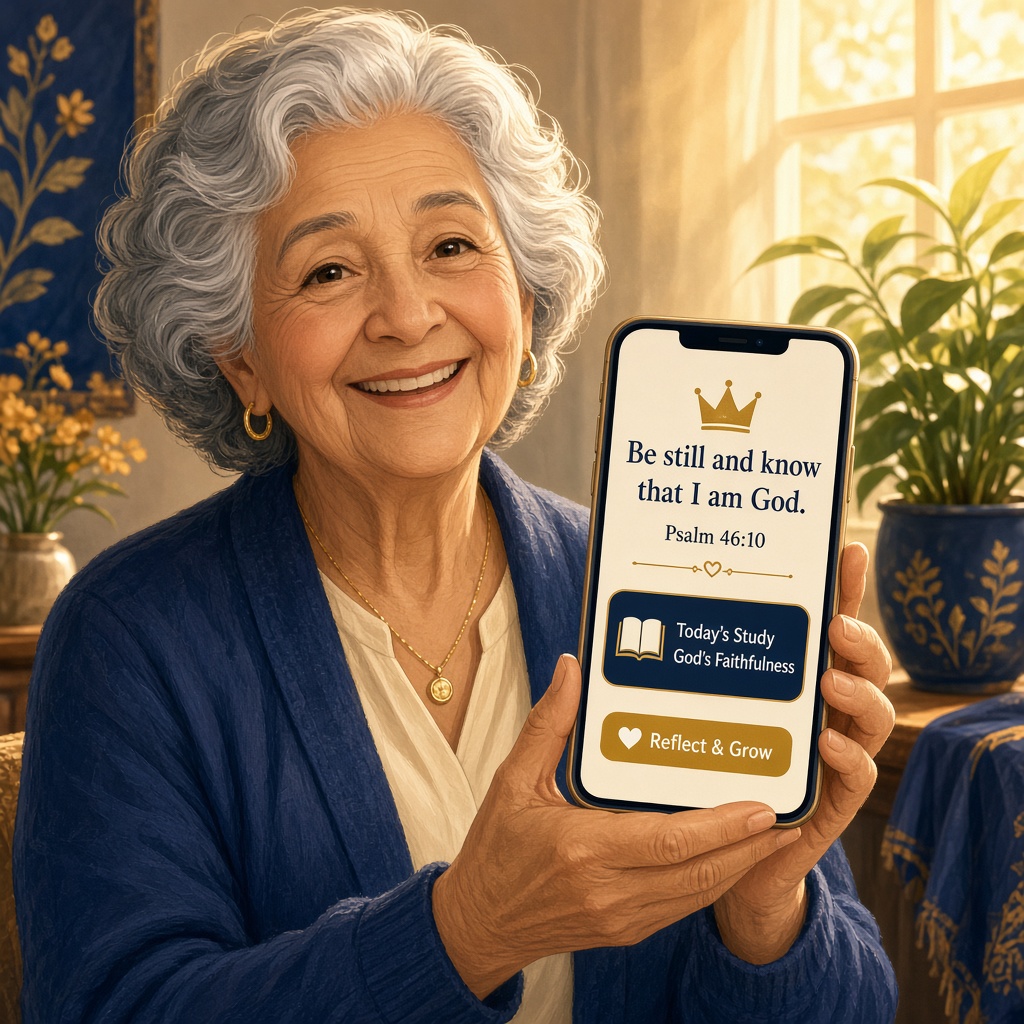 Be still and know
that I am God.
Psalm 46:10
Today's Study
God's Faithfulness
Reflect & Grow